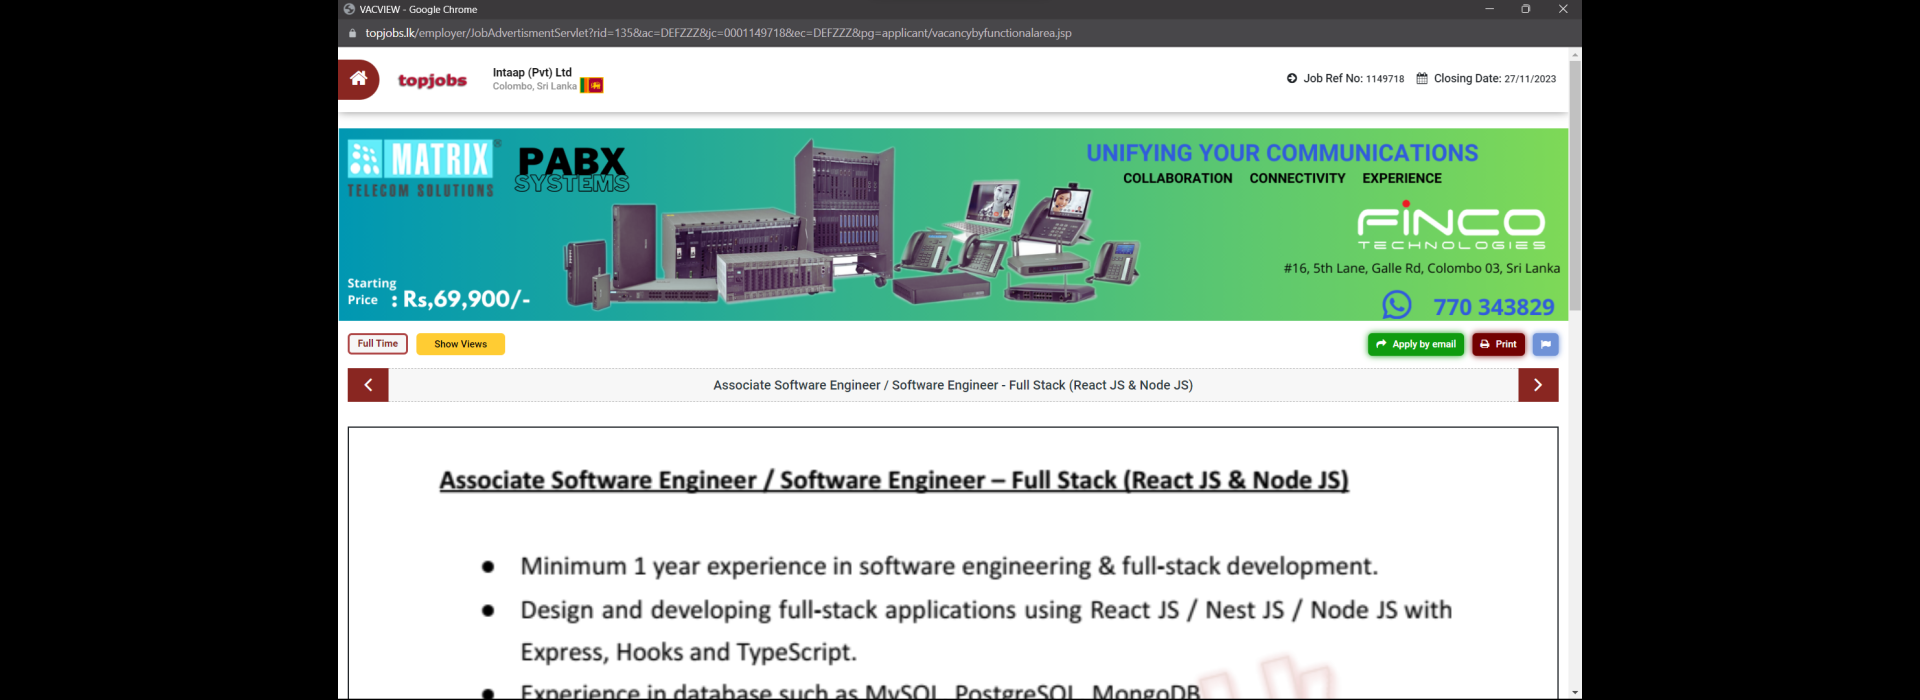 VACVIEW - Google Chrome
topjobs.lk/employer/JobAdvertismentServlet?rid=135&ac=DEFZZZ&jc=0001149718&ec=DEFZZZ&pg=applicant/vacancybyfunctionalarea.jsp
topjobs
Intaap (Pvt) Ltd
Colombo, Sri Lanka
Job Ref No: 1149718 Closing Date: 27/11/2023
MATRIX®
TELECOM SOLUTIONS
PABX
SYSTEMS
UNIFYING YOUR COMMUNICATIONS
COLLABORATION CONNECTIVITY EXPERIENCE
FiNCO
TECHNOLOGIES
#16, 5th Lane, Galle Rd, Colombo 03, Sri Lanka
Starting
Price : Rs,69,900/-
770 343829
Full Time Show Views Apply by email Print
Associate Software Engineer / Software Engineer - Full Stack (React JS & Node JS)
Associate Software Engineer / Software Engineer – Full Stack (React JS & Node JS)
● Minimum 1 year experience in software engineering & full-stack development.
● Design and developing full-stack applications using React JS / Nest JS / Node JS with
Express, Hooks and TypeScript.
● Experience in database such as MySQL, PostgreSQL, MongoDB